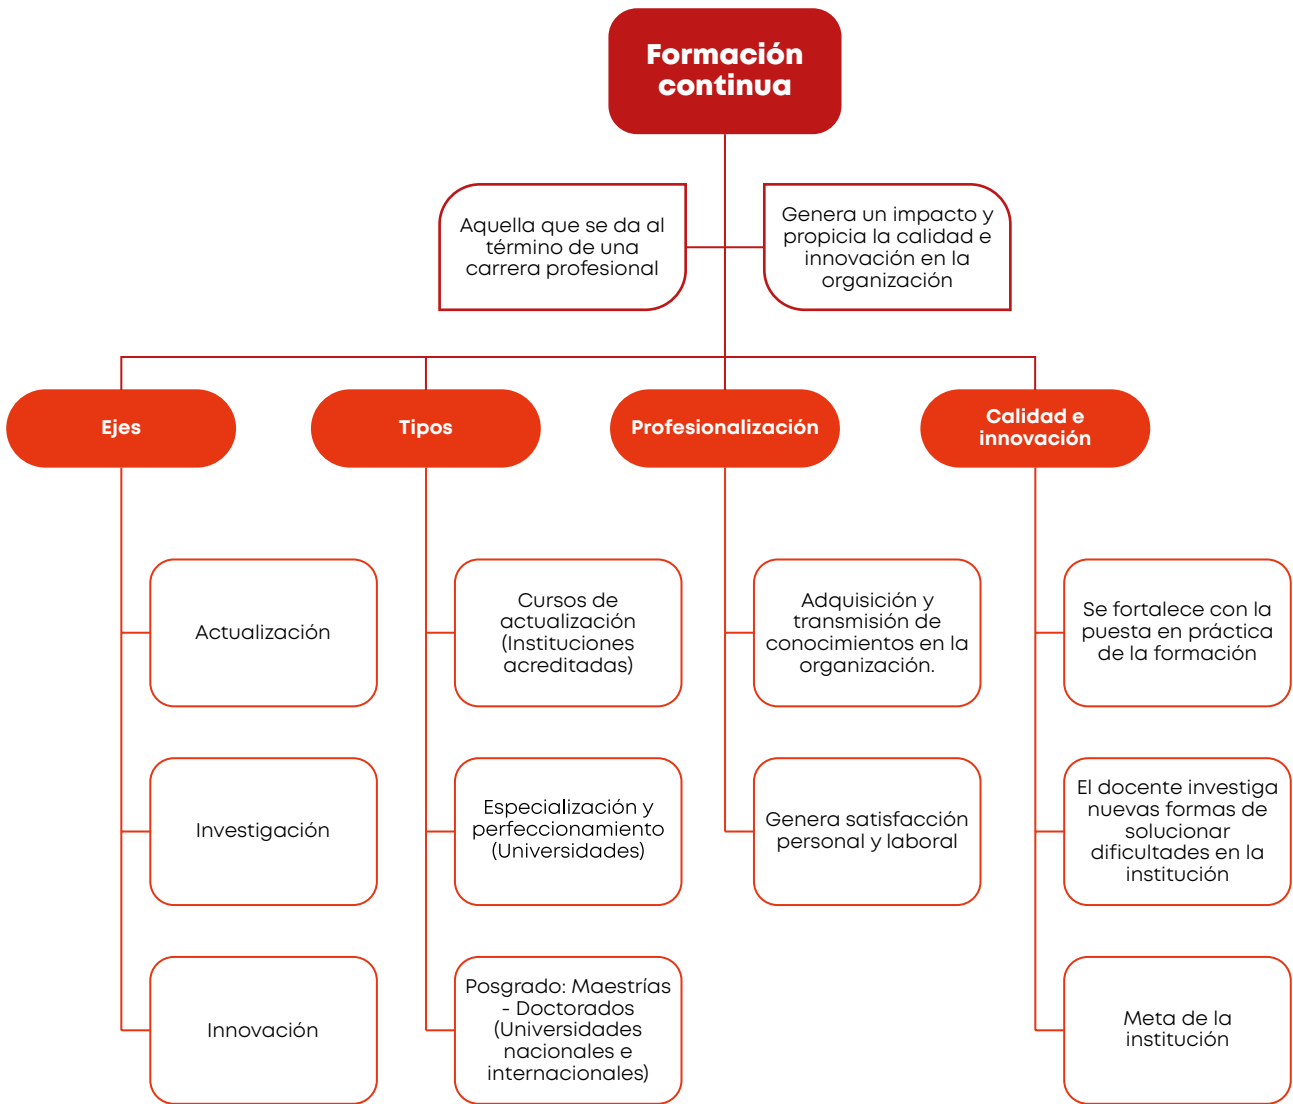 Formación
continua
Aquella que se da al
término de una
carrera profesional
Genera un impacto y
propicia la calidad e
innovación en la
organización
Ejes
Tipos
Profesionalización
Calidad e
innovación
Actualización
Investigación
Innovación
Cursos de
actualización
(Instituciones
acreditadas)
Especialización y
perfeccionamiento
(Universidades)
Posgrado: Maestrías
- Doctorados
(Universidades
nacionales e
internacionales)
Adquisición y
transmisión de
conocimientos en la
organización.
Genera satisfacción
personal y laboral
Se fortalece con la
puesta en práctica
de la formación
El docente investiga
nuevas formas de
solucionar
dificultades en la
institución
Meta de la
institución